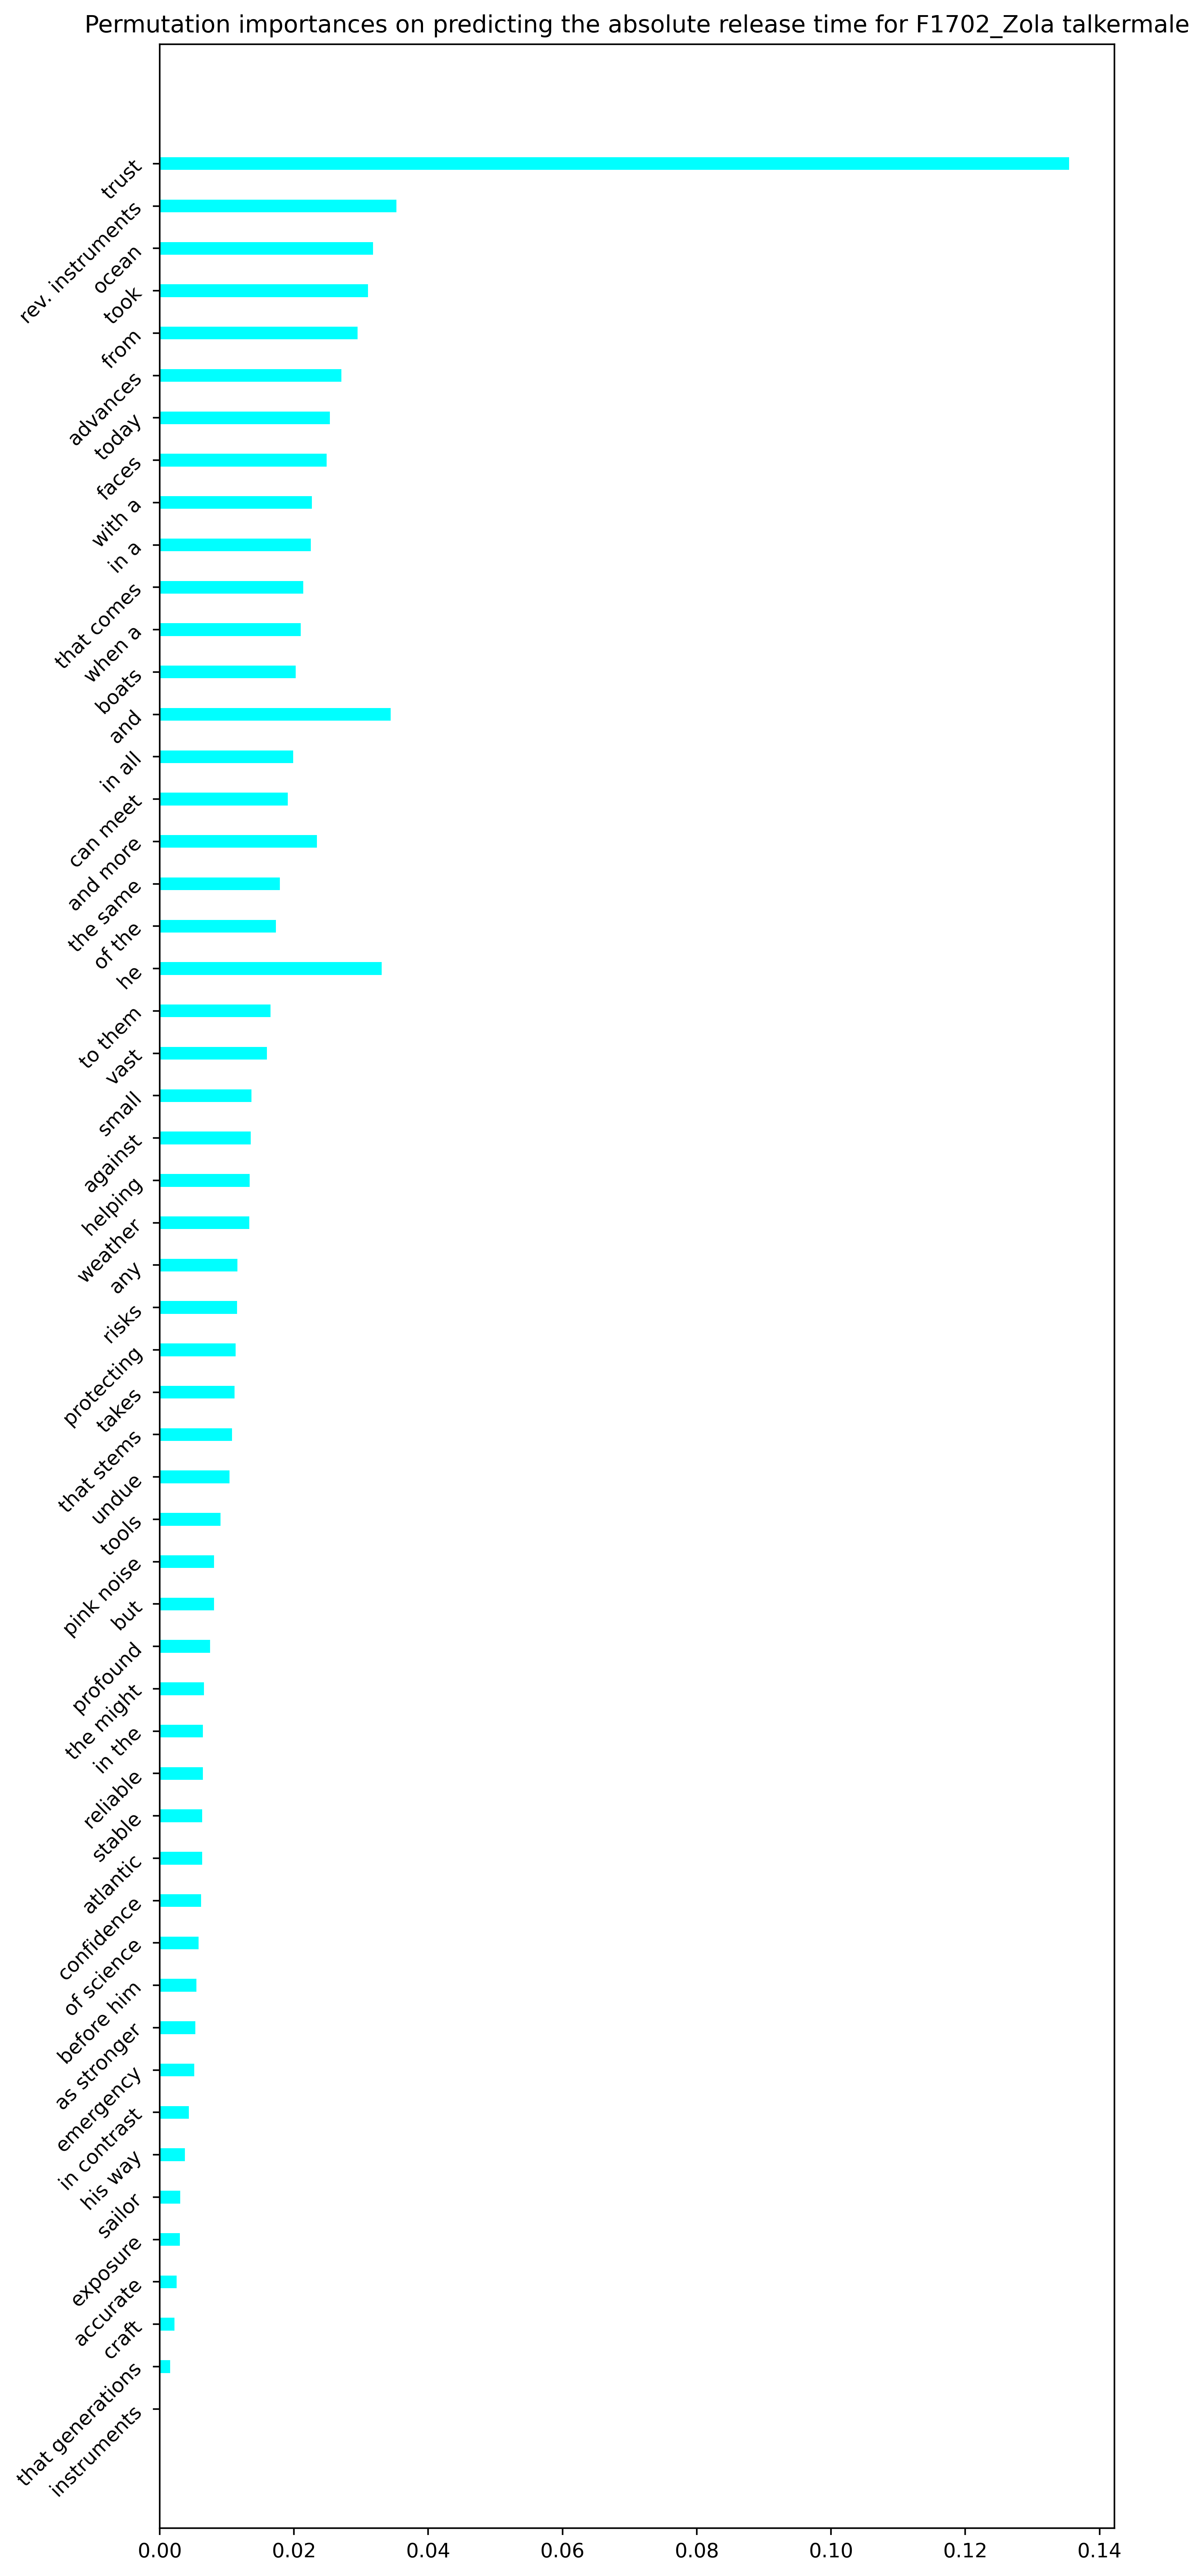 Permutation importances on predicting the absolute release time for F1702_Zola talkermale
trust
rev. instruments
ocean
took
from
advances
today
faces
with a
in a
that comes
when a
boats
and
in all
can meet
and more
the same
of the
he
to them
vast
small
against
helping
weather
any
risks
protecting
takes
that stems
undue
tools
pink noise
but
profound
the might
in the
reliable
stable
atlantic
confidence
of science
before him
as stronger
emergency
in contrast
his way
sailor
exposure
accurate
craft
that generations
instruments
0.00 0.02 0.04 0.06 0.08 0.10 0.12 0.14